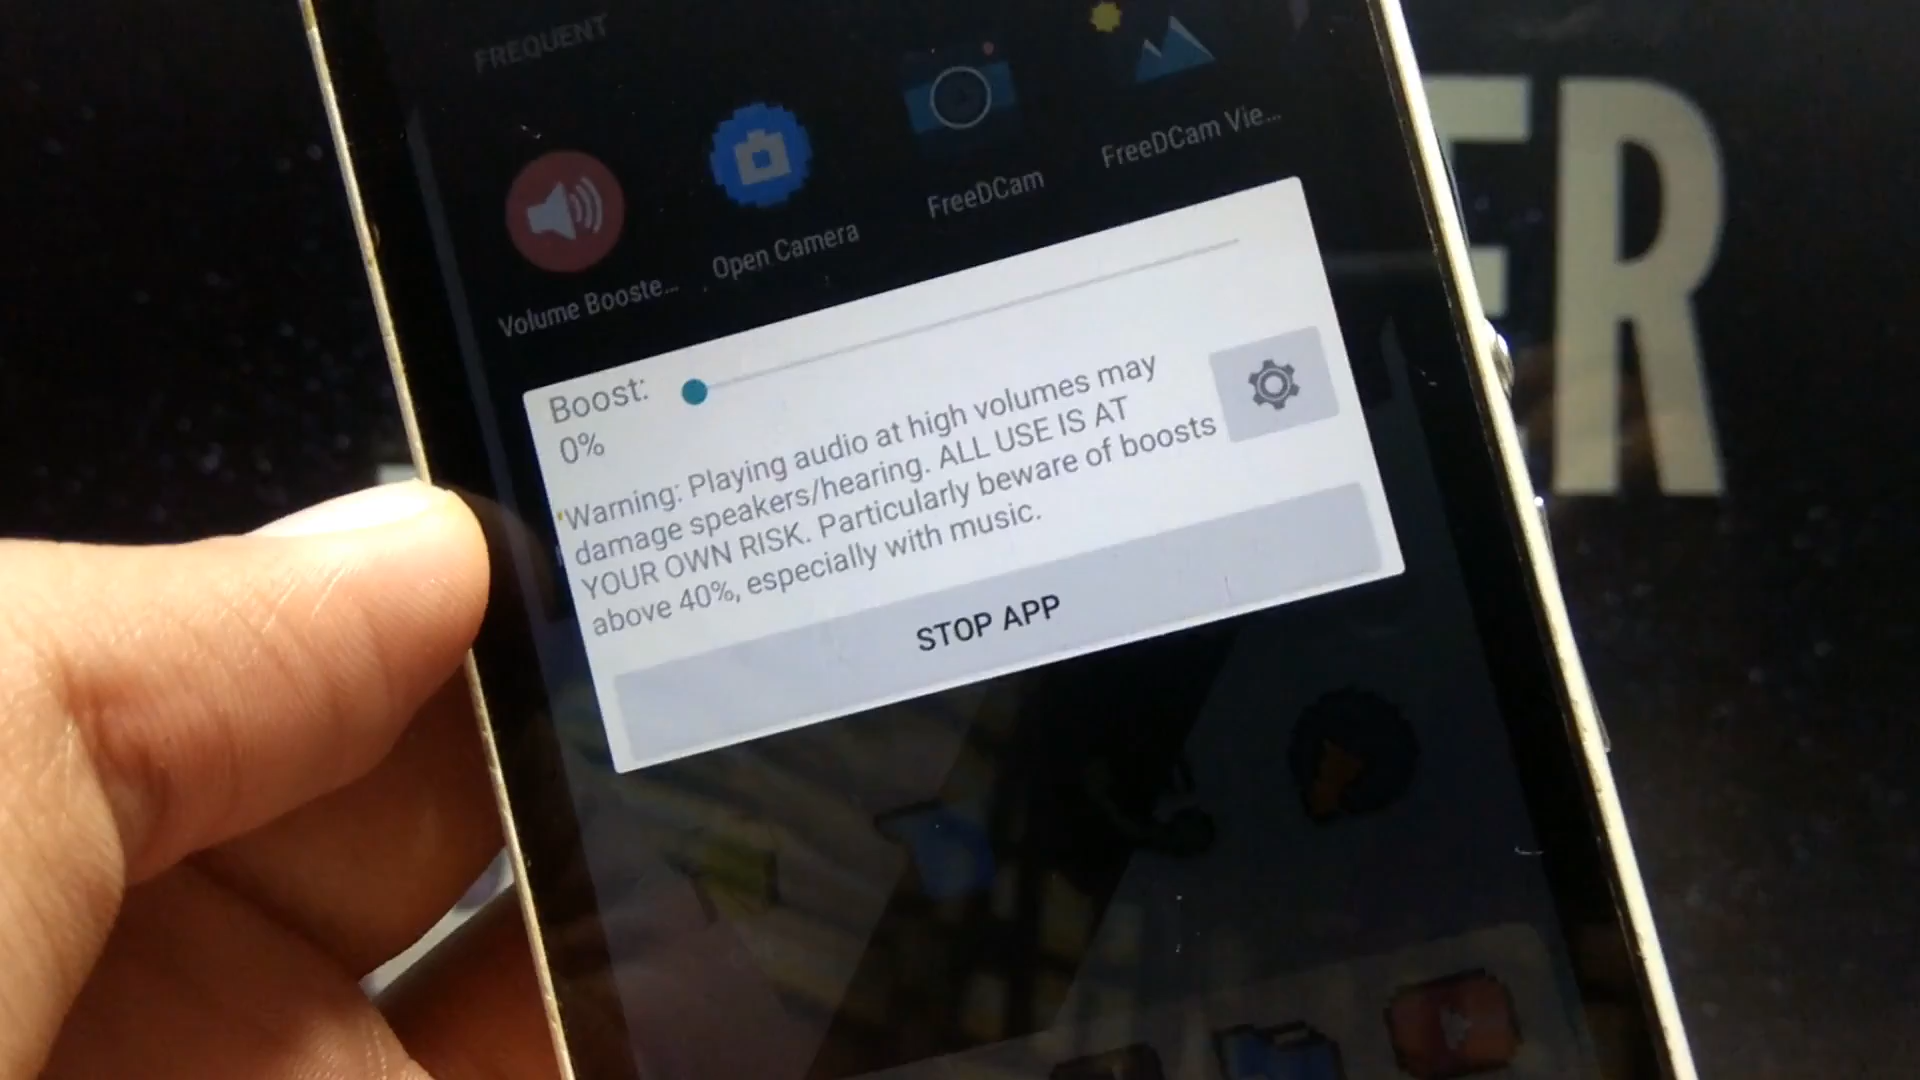 FREQUENT
Volume Booste...
Open Camera
FreeDCam
FreeDCam Vie...
Boost:
0%
Warning: Playing audio at high volumes may
damage speakers/hearing. ALL USE IS AT
YOUR OWN RISK. Particularly beware of boosts
above 40%, especially with music.
STOP APP
ER